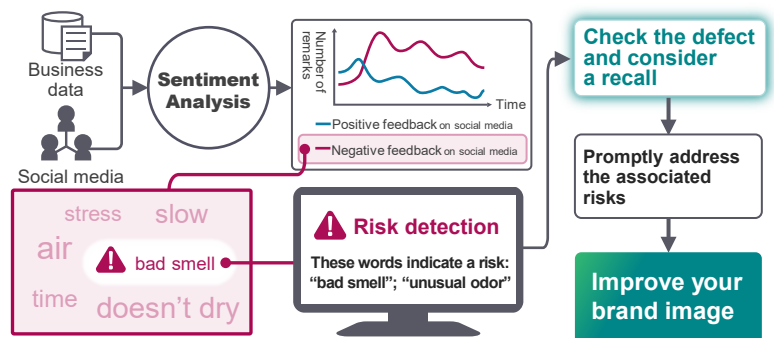 Business
data
Social media
Sentiment
Analysis
Number of
remarks
Time
Positive feedback on social media
Negative feedback on social media
stress
slow
air
bad smell
time
doesn't dry
Risk detection
These words indicate a risk:
“bad smell”; “unusual odor”
Check the defect
and consider
a recall
Promptly address
the associated
risks
Improve your
brand image